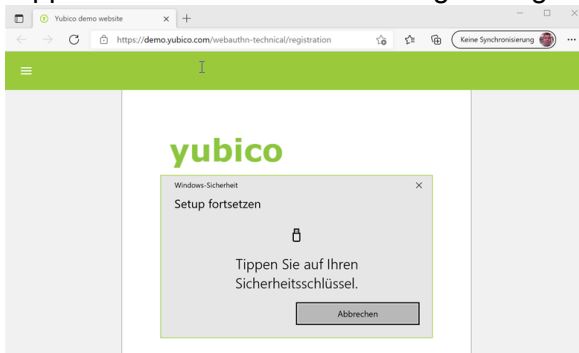 Yubico demo website
https://demo.yubico.com/webauthn-technical/registration
Keine Synchronisierung
yubico
Windows-Sicherheit
Setup fortsetzen
Tippen Sie auf Ihren
Sicherheitsschlüssel.
Abbrechen